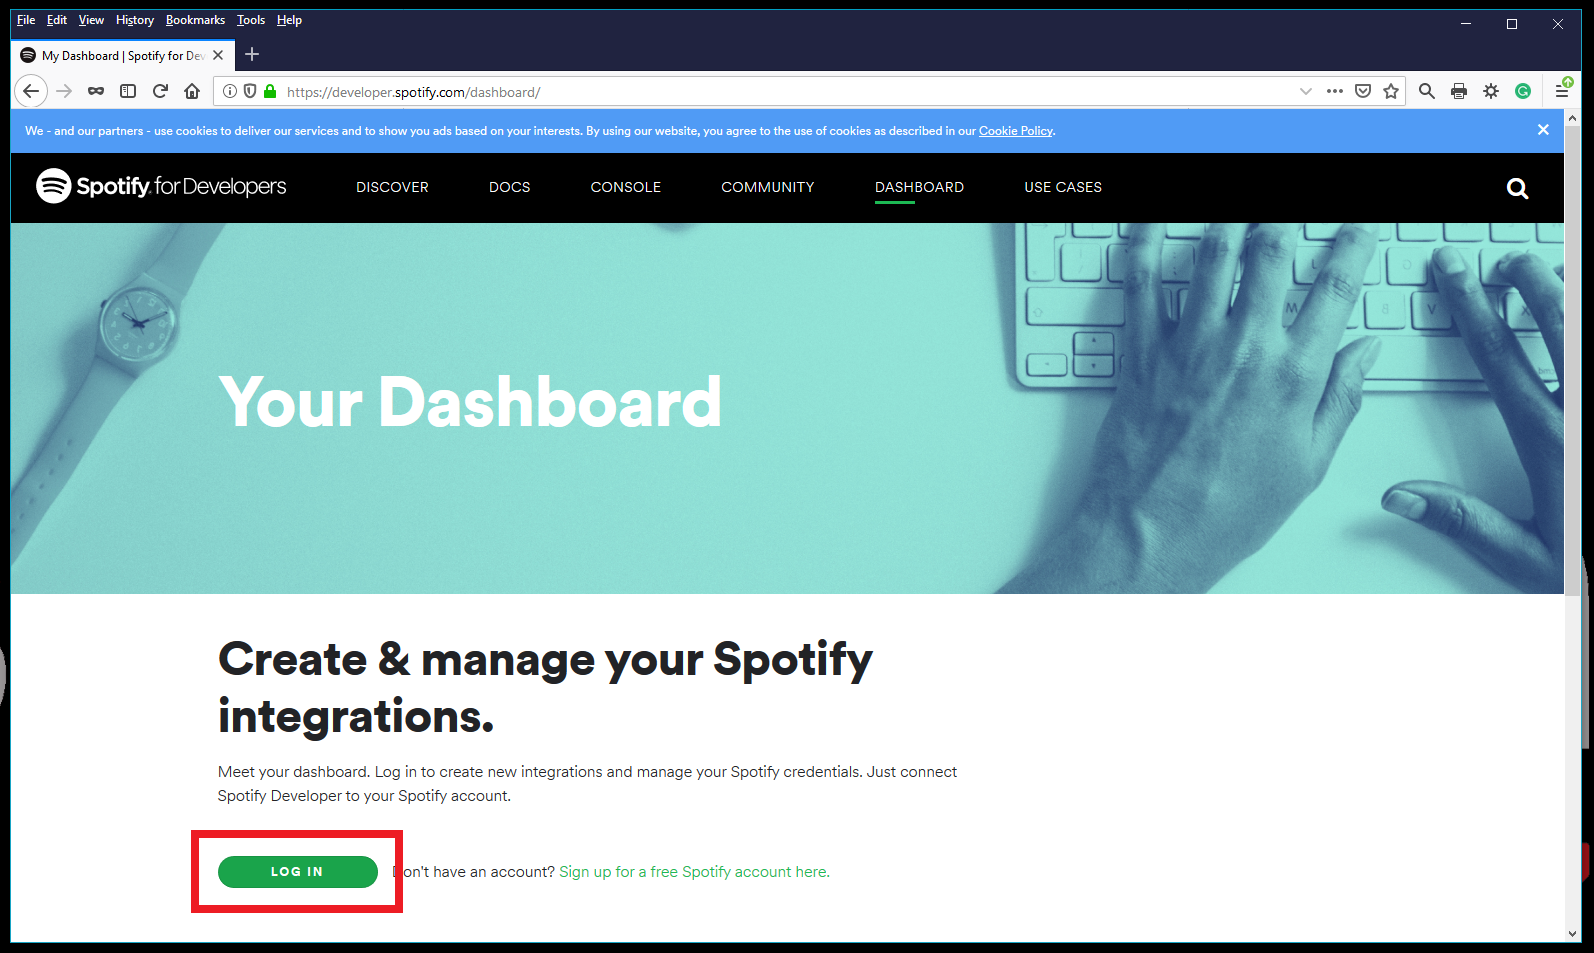 File Edit View History Bookmarks Tools Help
My Dashboard | Spotify for Dev
https://developer.spotify.com/dashboard/
We - and our partners - use cookies to deliver our services and to show you ads based on your interests. By using our website, you agree to the use of cookies as described in our Cookie Policy.
Spotify for Developers DISCOVER DOCS CONSOLE COMMUNITY DASHBOARD USE CASES
Your Dashboard
Create & manage your Spotify
integrations.
Meet your dashboard. Log in to create new integrations and manage your Spotify credentials. Just connect
Spotify Developer to your Spotify account.
LOG IN Don't have an account? Sign up for a free Spotify account here.